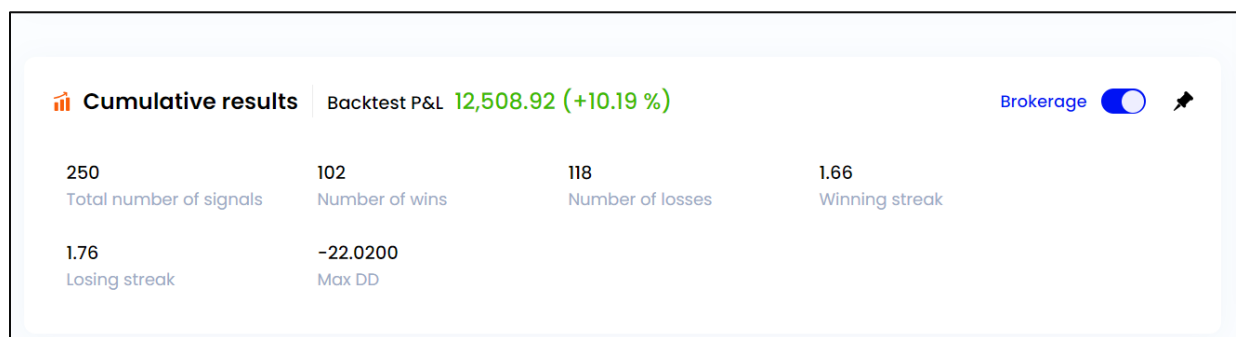 Cumulative results Backtest P&L 12,508.92 (+10.19 %) Brokerage
250 102 118 1.66
Total number of signals Number of wins Number of losses Winning streak
1.76 -22.0200
Losing streak Max DD